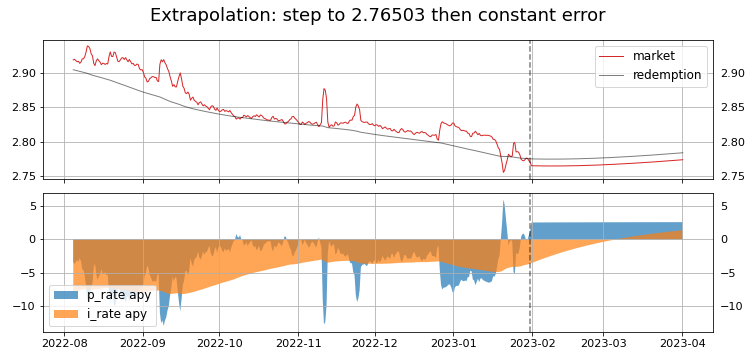 Extrapolation: step to 2.76503 then constant error
2.90
2.85
2.80
2.75
market
redemption
2.90
2.85
2.80
2.75
5
0
−5
−10
p_rate apy
i_rate apy
5
0
−5
−10
2022-08 2022-09 2022-10 2022-11 2022-12 2023-01 2023-02 2023-03 2023-04